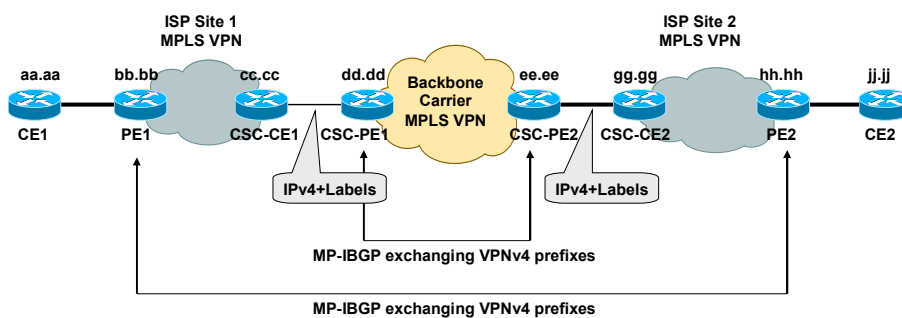 ISP Site 1
MPLS VPN
ISP Site 2
MPLS VPN
aa.aa
bb.bb
cc.cc
dd.dd
Backbone
Carrier
MPLS VPN
ee.ee
gg.gg
hh.hh
jj.jj
CE1
PE1
CSC-CE1
CSC-PE1
CSC-PE2
CSC-CE2
PE2
CE2
IPv4+Labels
IPv4+Labels
MP-IBGP exchanging VPNv4 prefixes
MP-IBGP exchanging VPNv4 prefixes